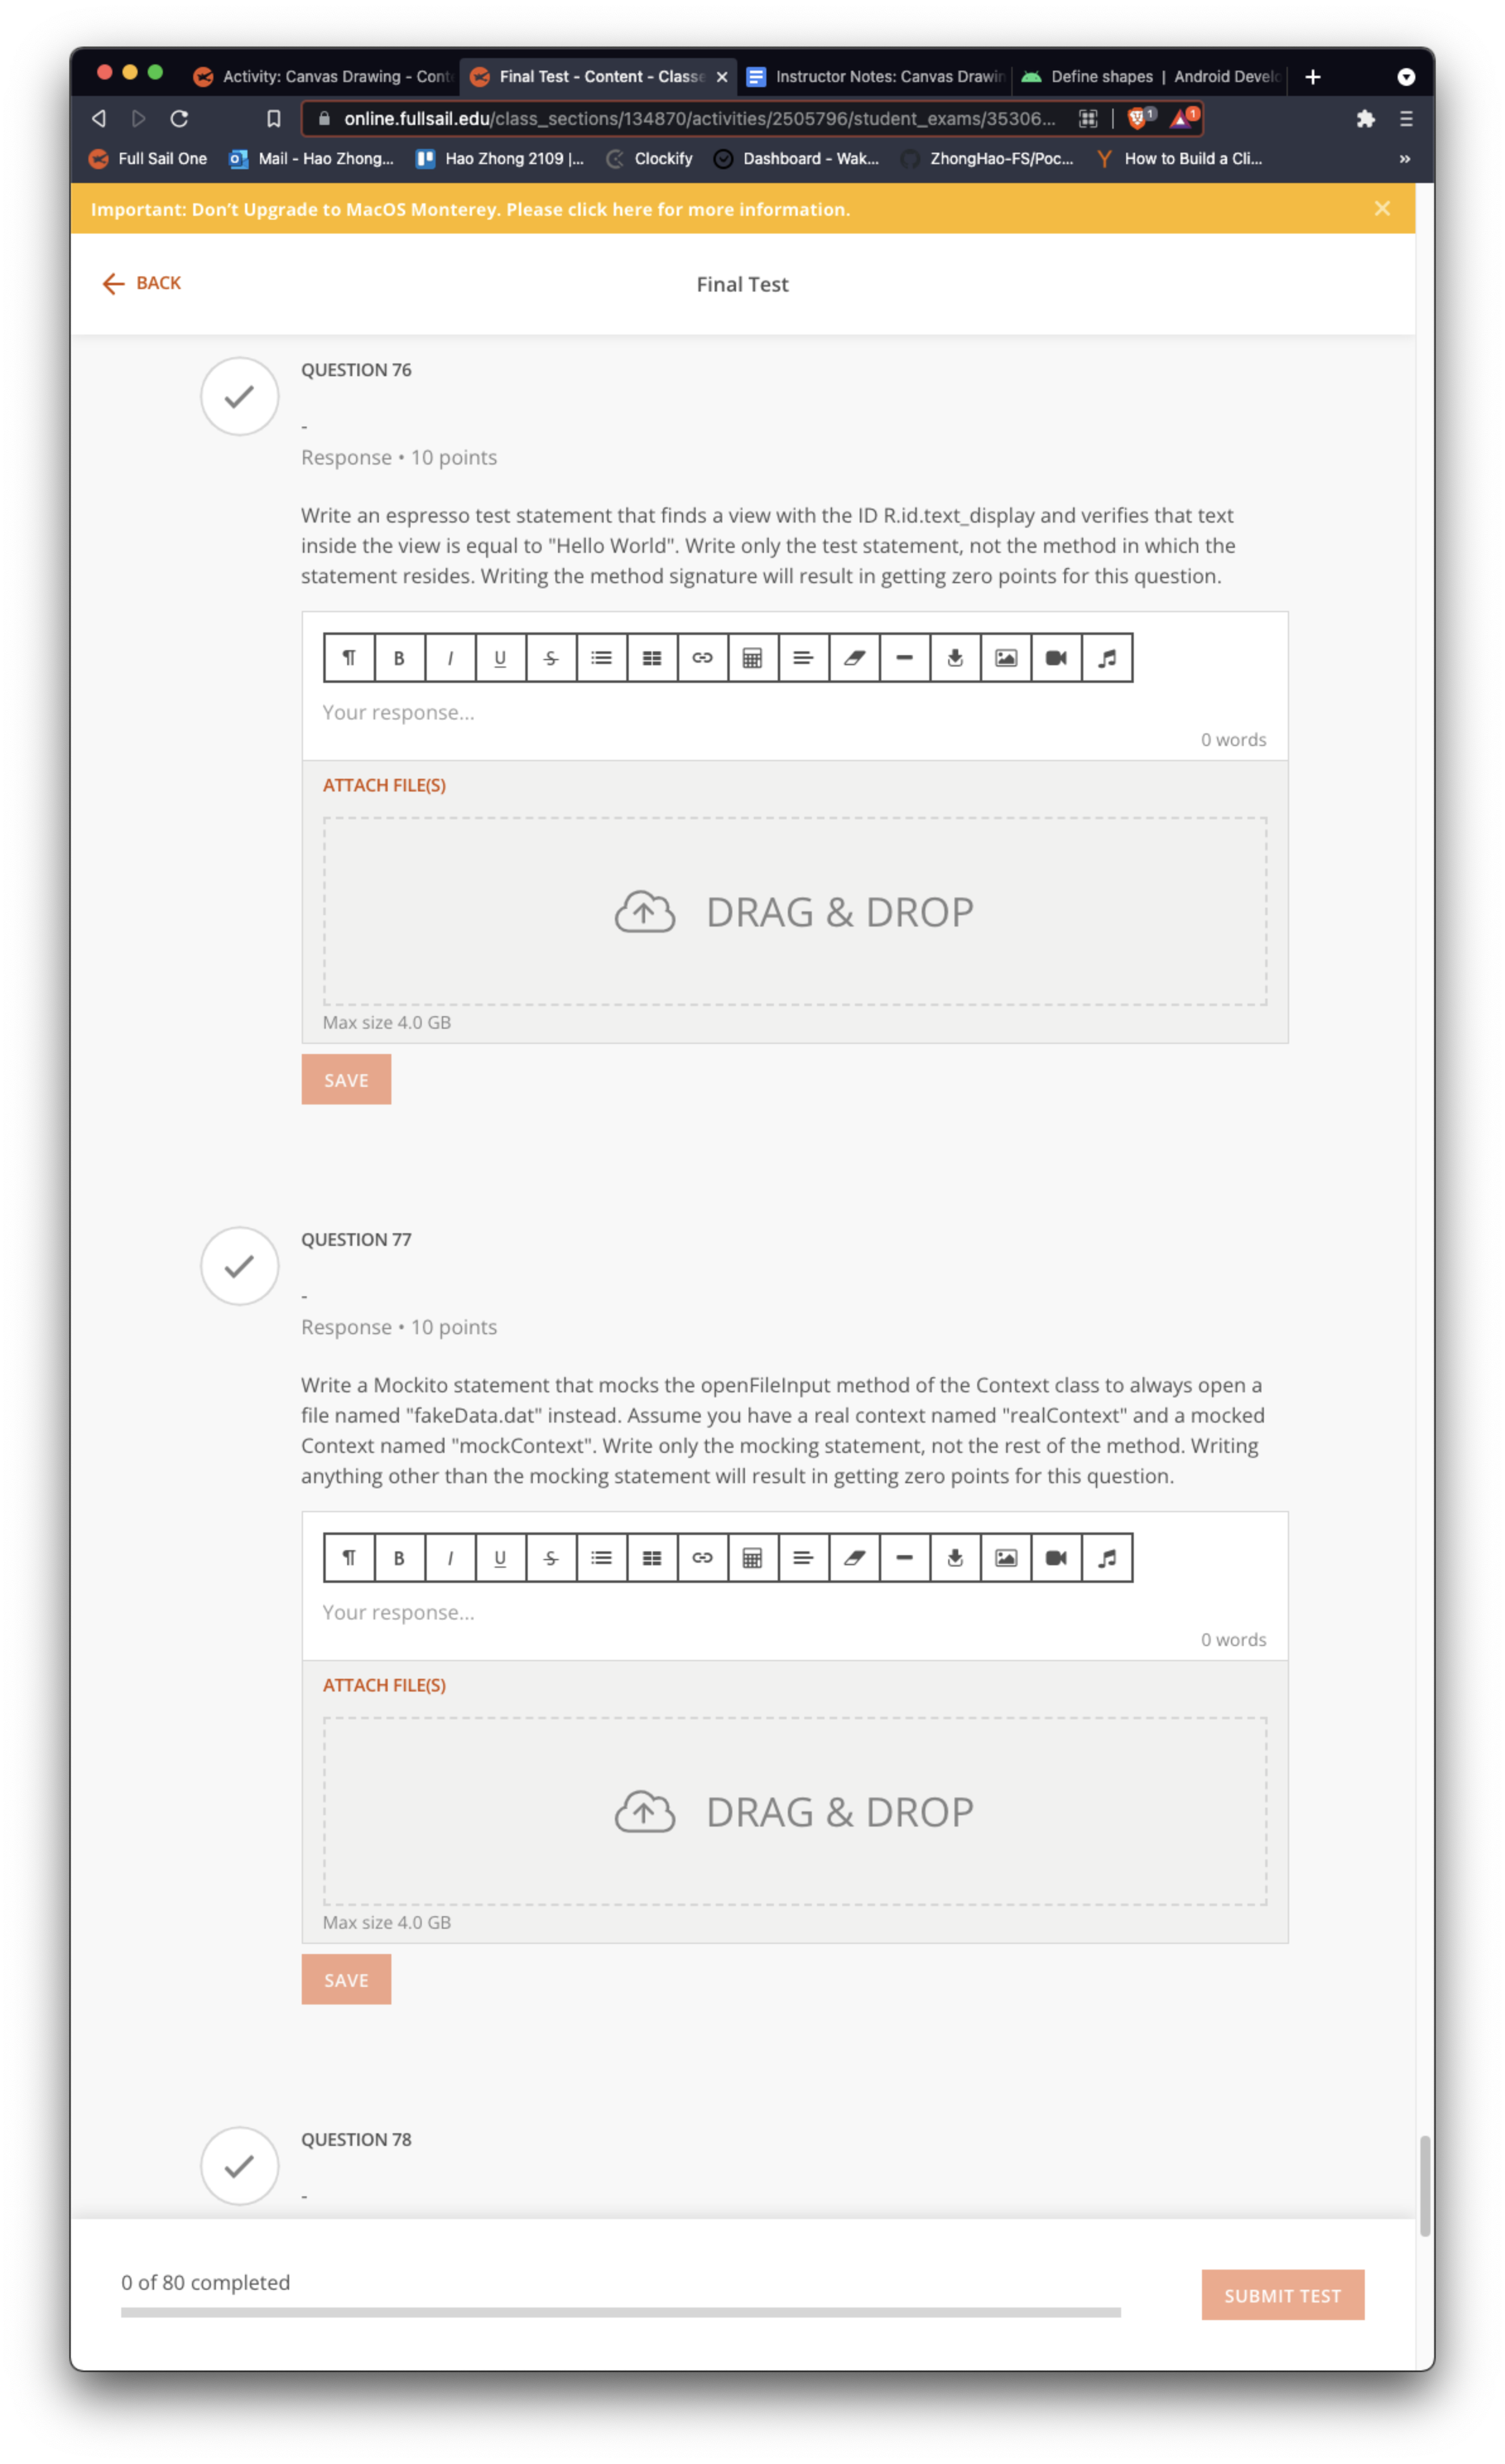 Activity: Canvas Drawing - Conte
Final Test - Content - Classe
Instructor Notes: Canvas Drawin
Define shapes | Android Develo
online.fullsail.edu/class_sections/134870/activities/2505796/student_exams/35306...
1
1
Full Sail One
Mail - Hao Zhong...
Hao Zhong 2109 |...
Clockify
Dashboard - Wak...
ZhongHao-FS/Poc...
How to Build a Cli...
»
Important: Don't Upgrade to MacOS Monterey. Please click here for more information.
BACK
Final Test
QUESTION 76
-
Response • 10 points
Write an espresso test statement that finds a view with the ID R.id.text_display and verifies that text
inside the view is equal to "Hello World". Write only the test statement, not the method in which the
statement resides. Writing the method signature will result in getting zero points for this question.
¶ B I U S
Your response...
0 words
ATTACH FILE(S)
DRAG & DROP
Max size 4.0 GB
SAVE
QUESTION 77
-
Response • 10 points
Write a Mockito statement that mocks the openFileInput method of the Context class to always open a
file named "fakeData.dat" instead. Assume you have a real context named "realContext" and a mocked
Context named "mockContext". Write only the mocking statement, not the rest of the method. Writing
anything other than the mocking statement will result in getting zero points for this question.
¶ B I U S
Your response...
0 words
ATTACH FILE(S)
DRAG & DROP
Max size 4.0 GB
SAVE
QUESTION 78
-
0 of 80 completed
SUBMIT TEST